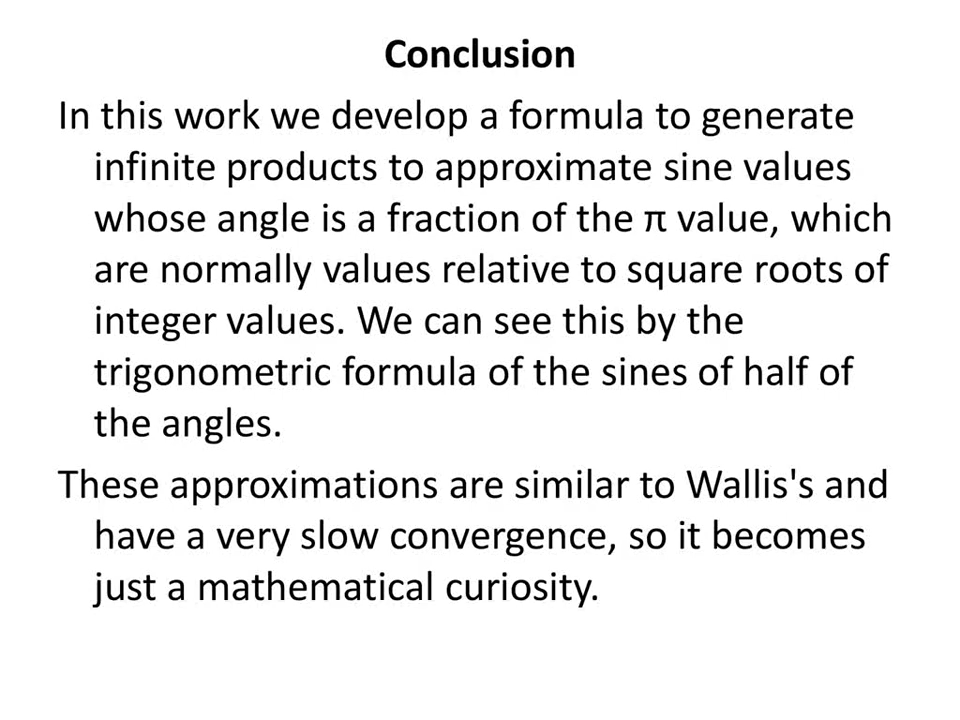 Conclusion
In this work we develop a formula to generate
infinite products to approximate sine values
whose angle is a fraction of the π value, which
are normally values relative to square roots of
integer values. We can see this by the
trigonometric formula of the sines of half of
the angles.
These approximations are similar to Wallis's and
have a very slow convergence, so it becomes
just a mathematical curiosity.